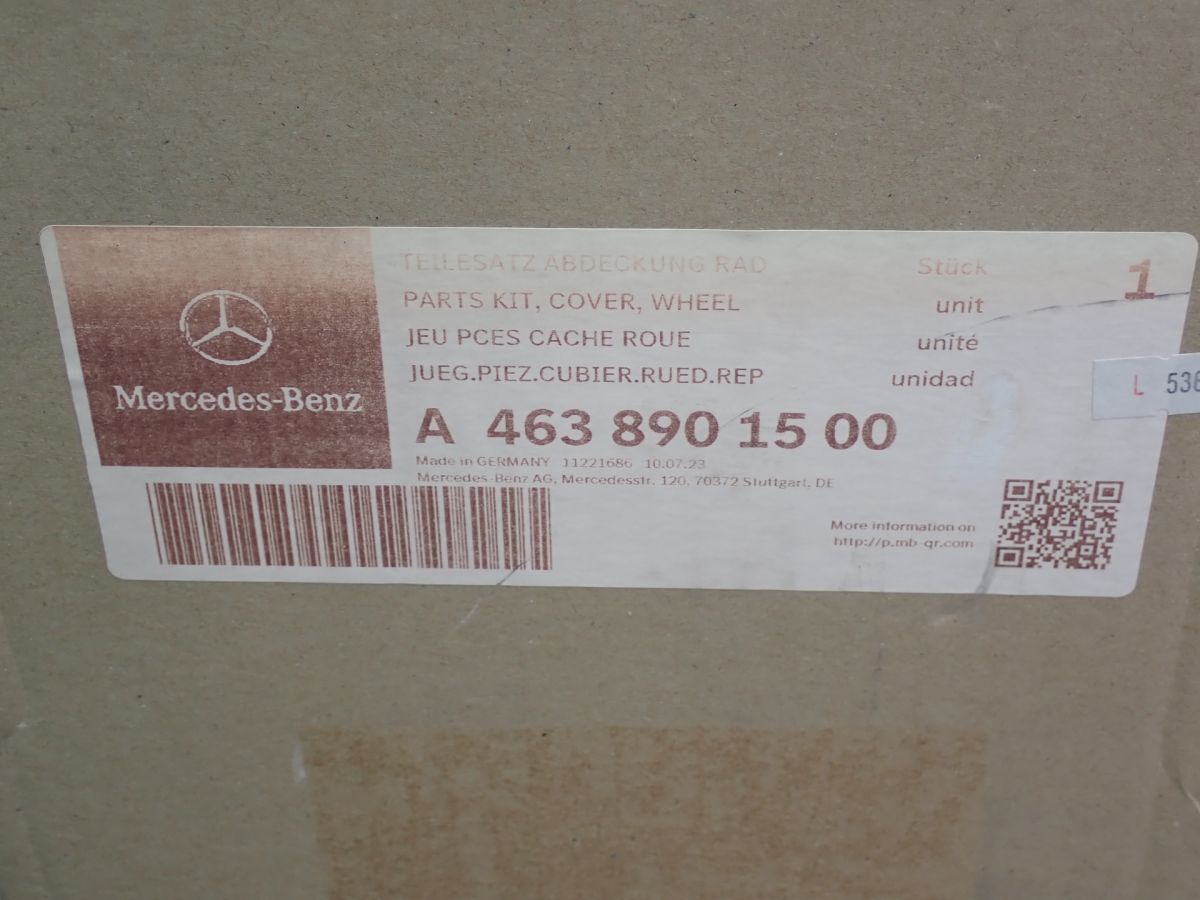 Mercedes-Benz
TEILESATZ ABDECKUNG RAD Stück 1
PARTS KIT, COVER, WHEEL unit
JEU PCES CACHE ROUE unité
JUEG.PIEZ.CUBIER.RUED.REP unidad
A 463 890 15 00
Made in GERMANY 11221686 10.07.23
Mercedes-Benz AG, Mercedesstr. 120, 70372 Stuttgart, DE
More information on
http://p.mb-qr.com
L